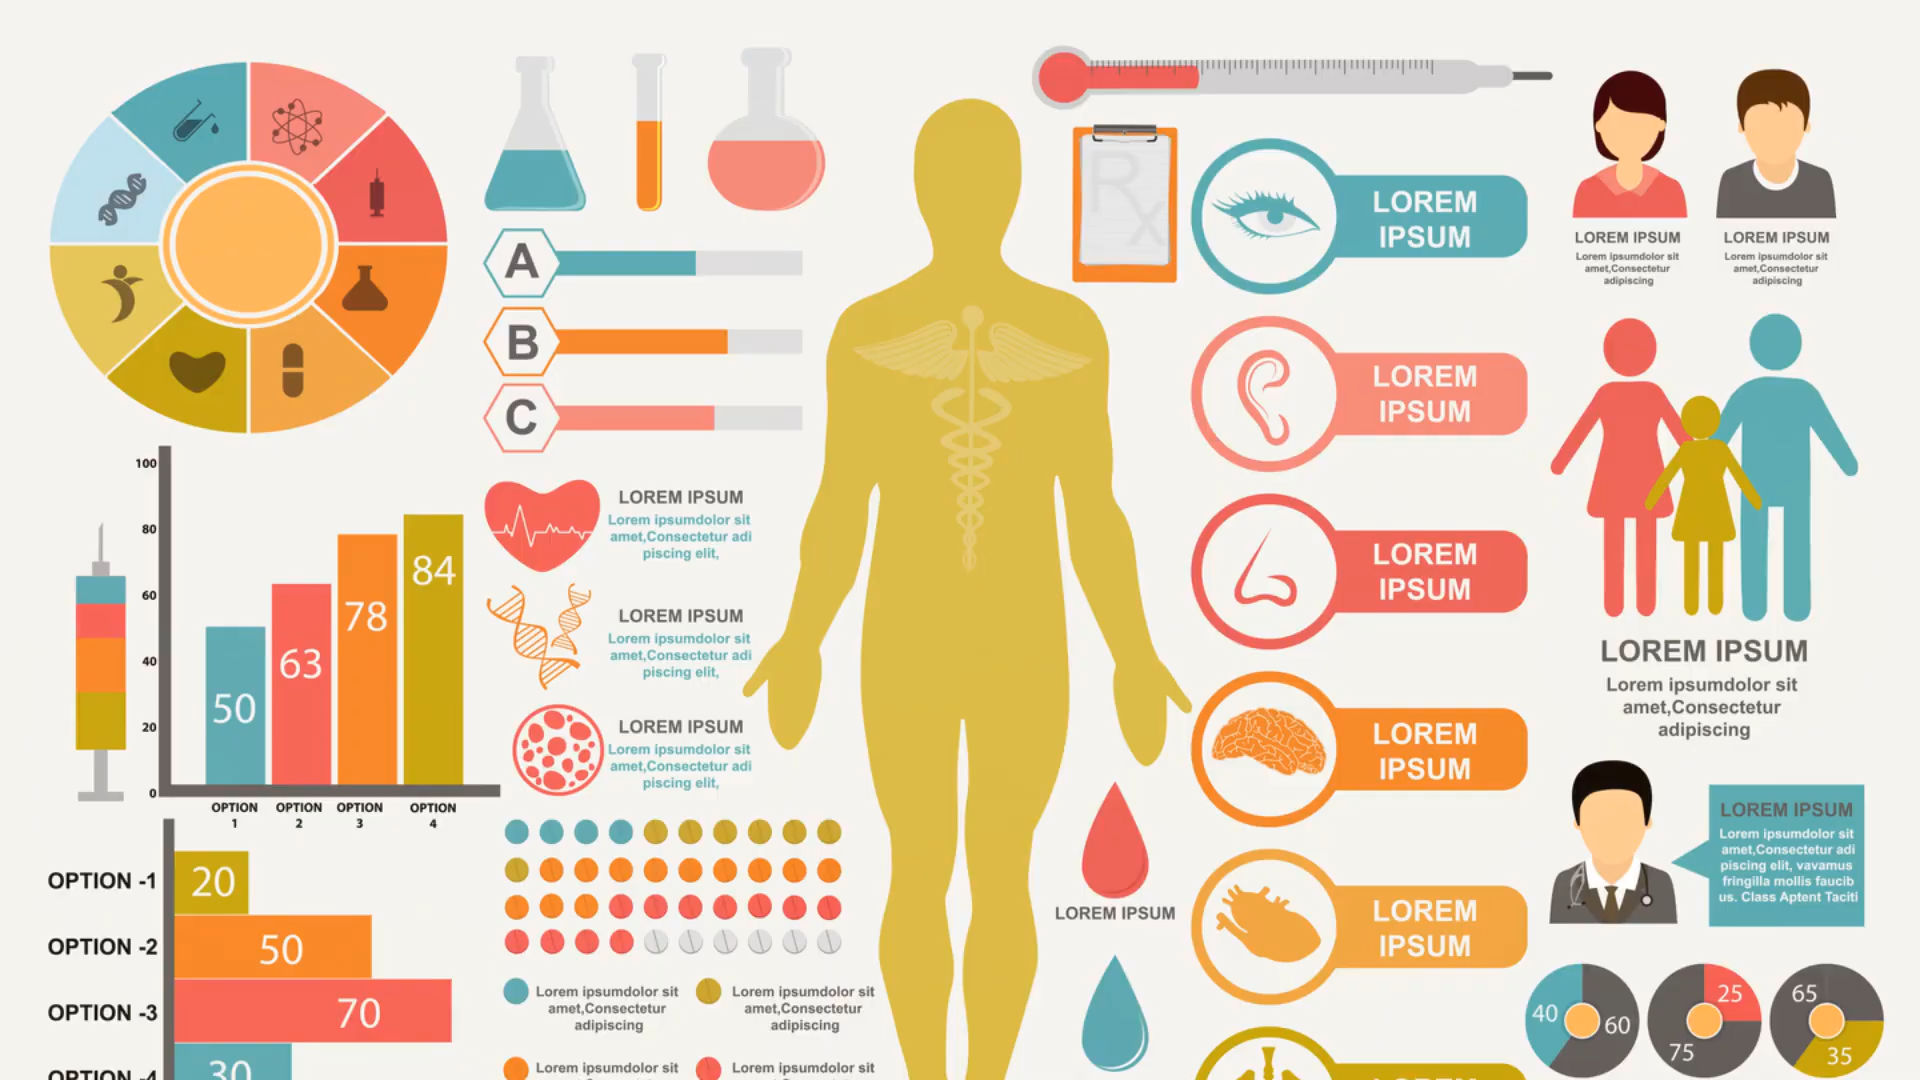 A
B
C
100
80
60
40
20
0
50
63
78
84
OPTION
1
OPTION
2
OPTION
3
OPTION
4
OPTION -1
20
OPTION -2
50
OPTION -3
70
OPTION -4
30
LOREM IPSUM
Lorem ipsumdolor sit
amet,Consectetur adi
piscing elit,
LOREM IPSUM
Lorem ipsumdolor sit
amet,Consectetur adi
piscing elit,
LOREM IPSUM
Lorem ipsumdolor sit
amet,Consectetur adi
piscing elit,
Lorem ipsumdolor sit
amet,Consectetur
adipiscing
Lorem ipsumdolor sit
amet,Consectetur
adipiscing
Lorem ipsumdolor sit
Lorem ipsumdolor sit
Rx
LOREM IPSUM
LOREM
IPSUM
LOREM
IPSUM
LOREM
IPSUM
LOREM
IPSUM
LOREM
IPSUM
LOREM IPSUM
Lorem ipsumdolor sit
amet,Consectetur
adipiscing
LOREM IPSUM
Lorem ipsumdolor sit
amet,Consectetur
adipiscing
LOREM IPSUM
Lorem ipsumdolor sit
amet,Consectetur
adipiscing
LOREM IPSUM
Lorem ipsumdolor sit
amet,Consectetur adi
piscing elit, vavamus
fringilla mollis faucib
us. Class Aptent Taciti
40
60
25
75
65
35